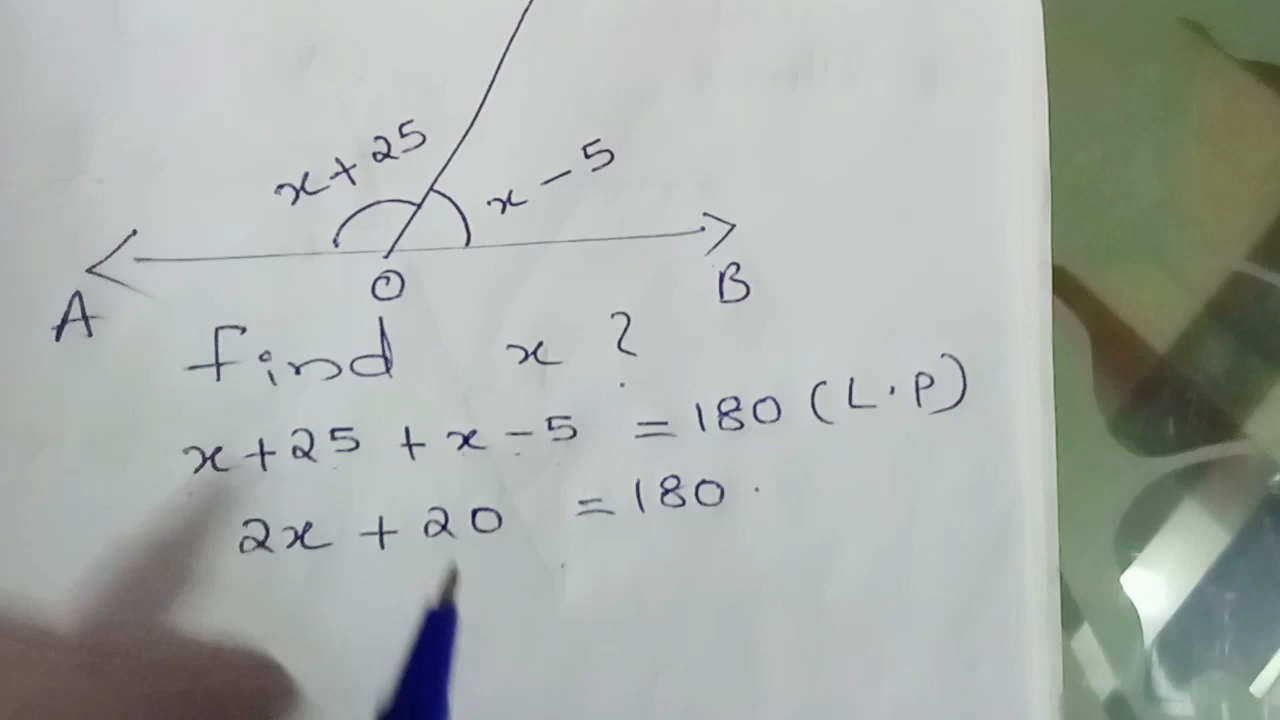 x+25
x-5
O
A
B
find x?
x+25 + x-5 = 180 (L.P)
2x + 20 = 180.